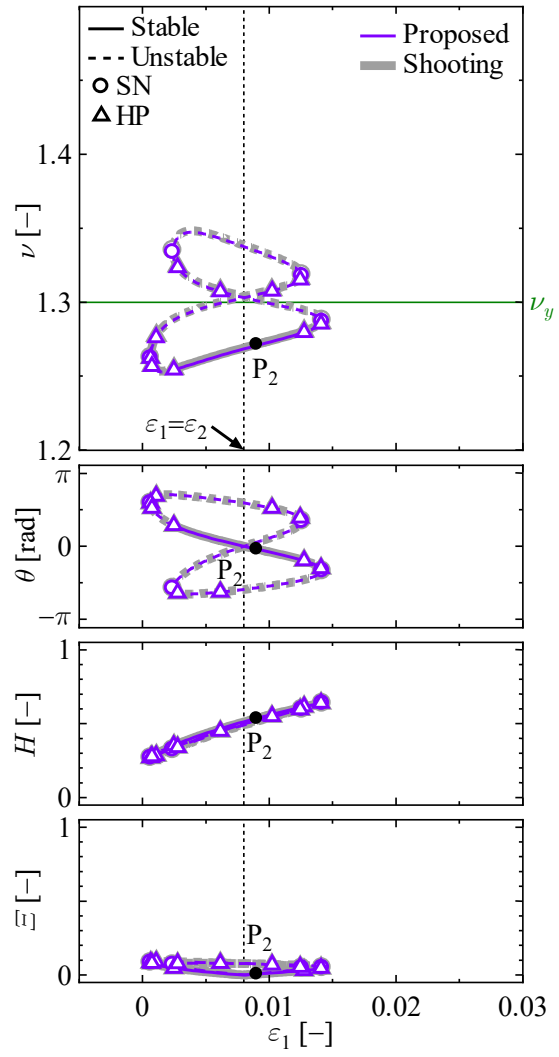 Stable
Unstable
SN
HP
Proposed
Shooting
1.4
1.3
1.2
ν [−]
ν_y
P₂
ε₁=ε₂
π
0
−π
θ [rad]
P₂
1
0
H [−]
P₂
1
0
Ξ [−]
P₂
0 0.01 0.02 0.03
ε₁ [−]